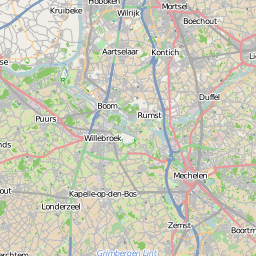 Hoboken
Mortsel
Kruibeke
Wilrijk
Boechout
Aartselaar
Kontich
Duffel
Boom
Rumst
Puurs
Willebroek
Mechelen
Kapelle-op-den-Bos
Londerzeel
Zemst
Grimbergen Lint